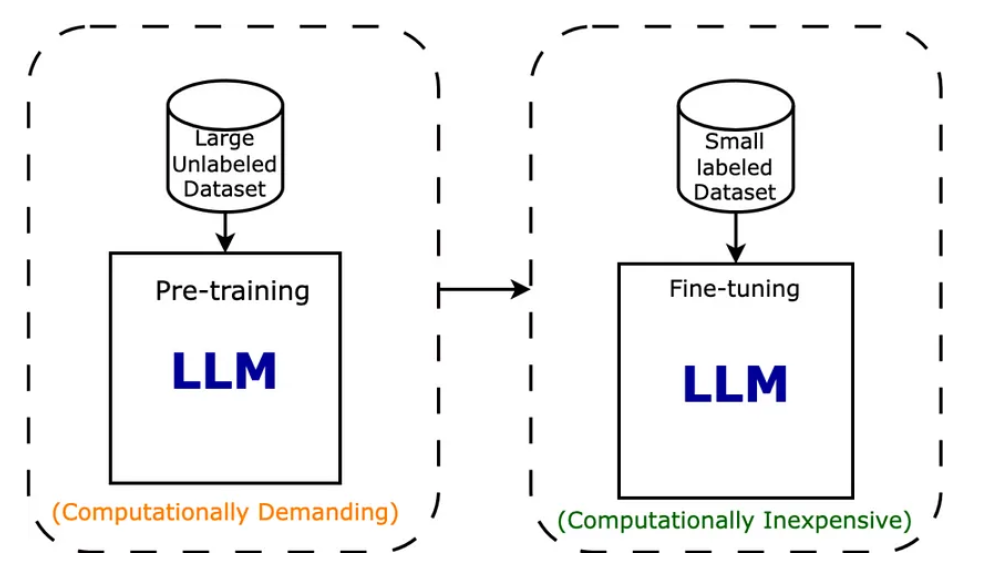 Large
Unlabeled
Dataset
Pre-training
LLM
(Computationally Demanding)
Small
labeled
Dataset
Fine-tuning
LLM
(Computationally Inexpensive)